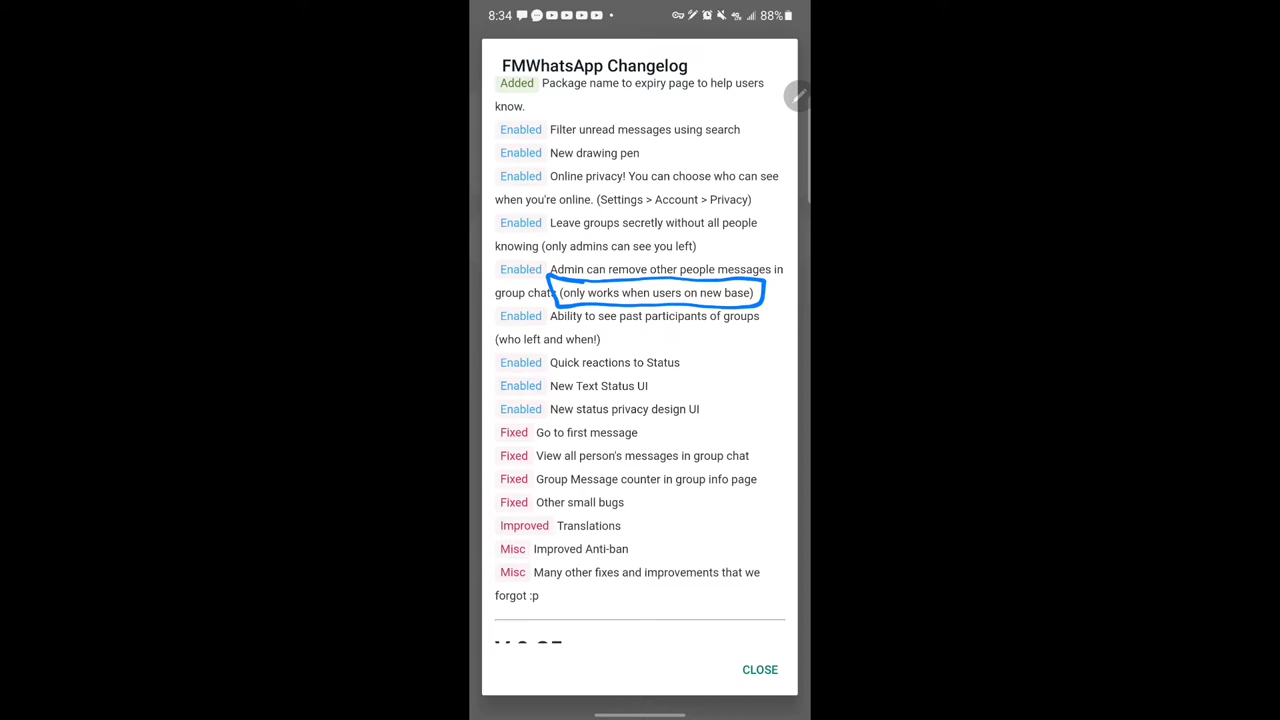 8:34
88%
FMWhatsApp Changelog
Added Package name to expiry page to help users
know.
Enabled Filter unread messages using search
Enabled New drawing pen
Enabled Online privacy! You can choose who can see
when you're online. (Settings > Account > Privacy)
Enabled Leave groups secretly without all people
knowing (only admins can see you left)
Enabled Admin can remove other people messages in
group chats (only works when users on new base)
Enabled Ability to see past participants of groups
(who left and when!)
Enabled Quick reactions to Status
Enabled New Text Status UI
Enabled New status privacy design UI
Fixed Go to first message
Fixed View all person's messages in group chat
Fixed Group Message counter in group info page
Fixed Other small bugs
Improved Translations
Misc Improved Anti-ban
Misc Many other fixes and improvements that we
forgot :p
CLOSE